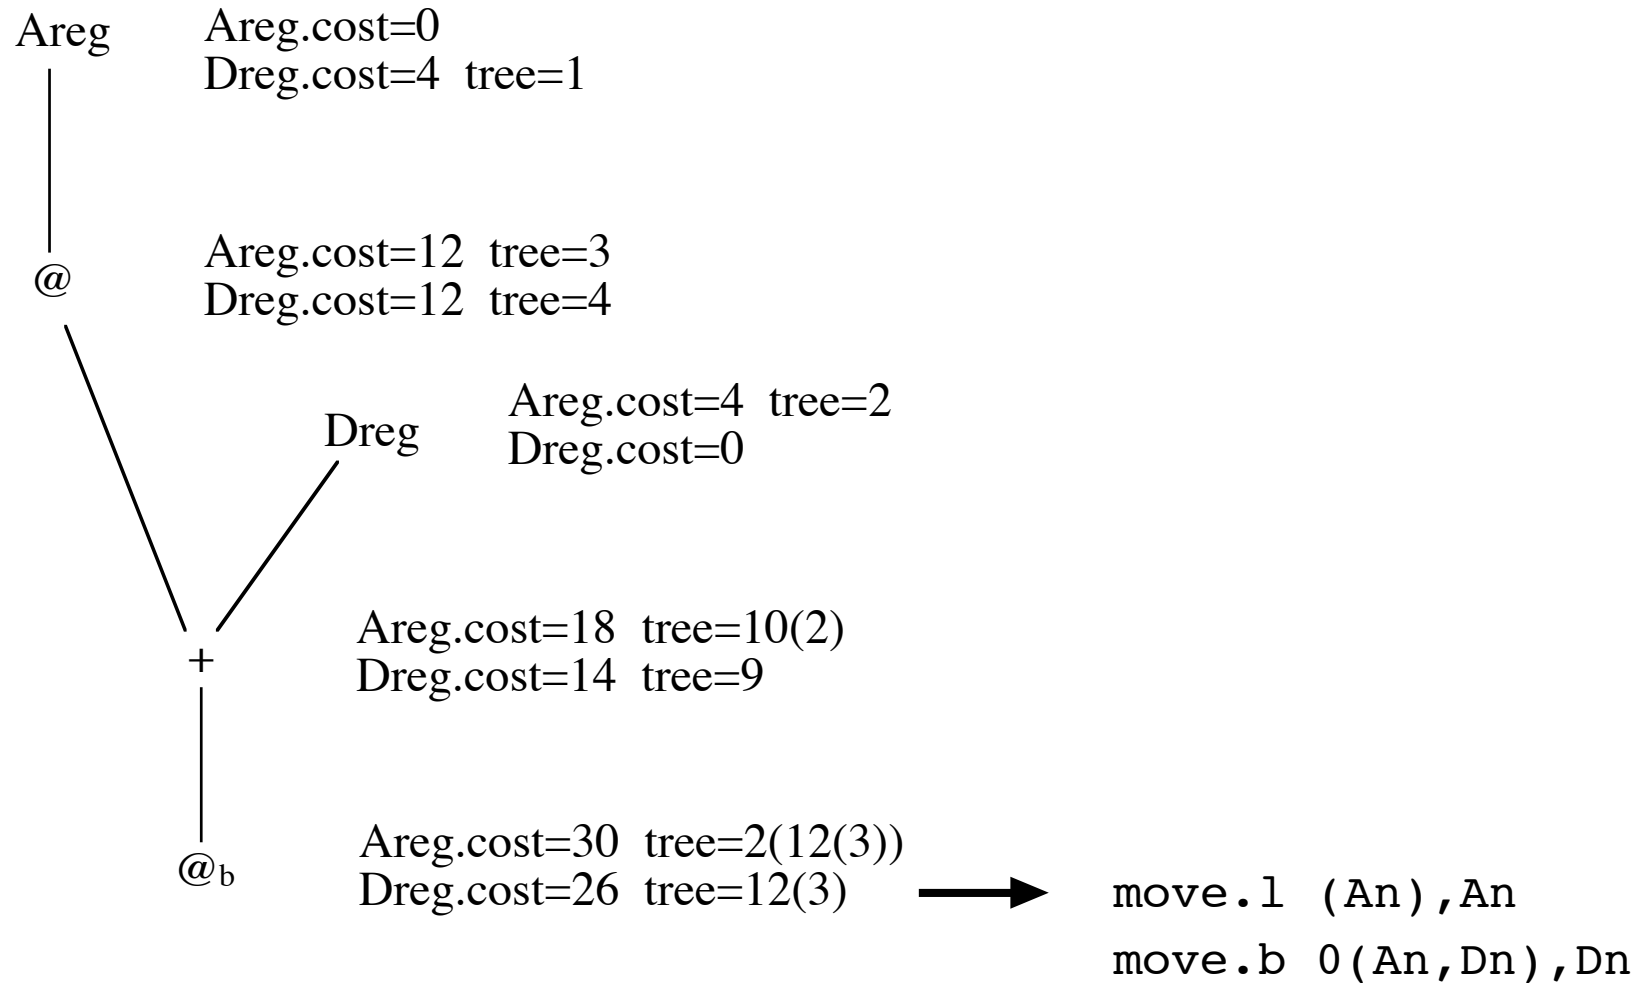 Areg
Areg.cost=0
Dreg.cost=4 tree=1
@
Areg.cost=12 tree=3
Dreg.cost=12 tree=4
Dreg
Areg.cost=4 tree=2
Dreg.cost=0
+
Areg.cost=18 tree=10(2)
Dreg.cost=14 tree=9
@b
Areg.cost=30 tree=2(12(3))
Dreg.cost=26 tree=12(3)
move.l (An),An
move.b 0(An,Dn),Dn